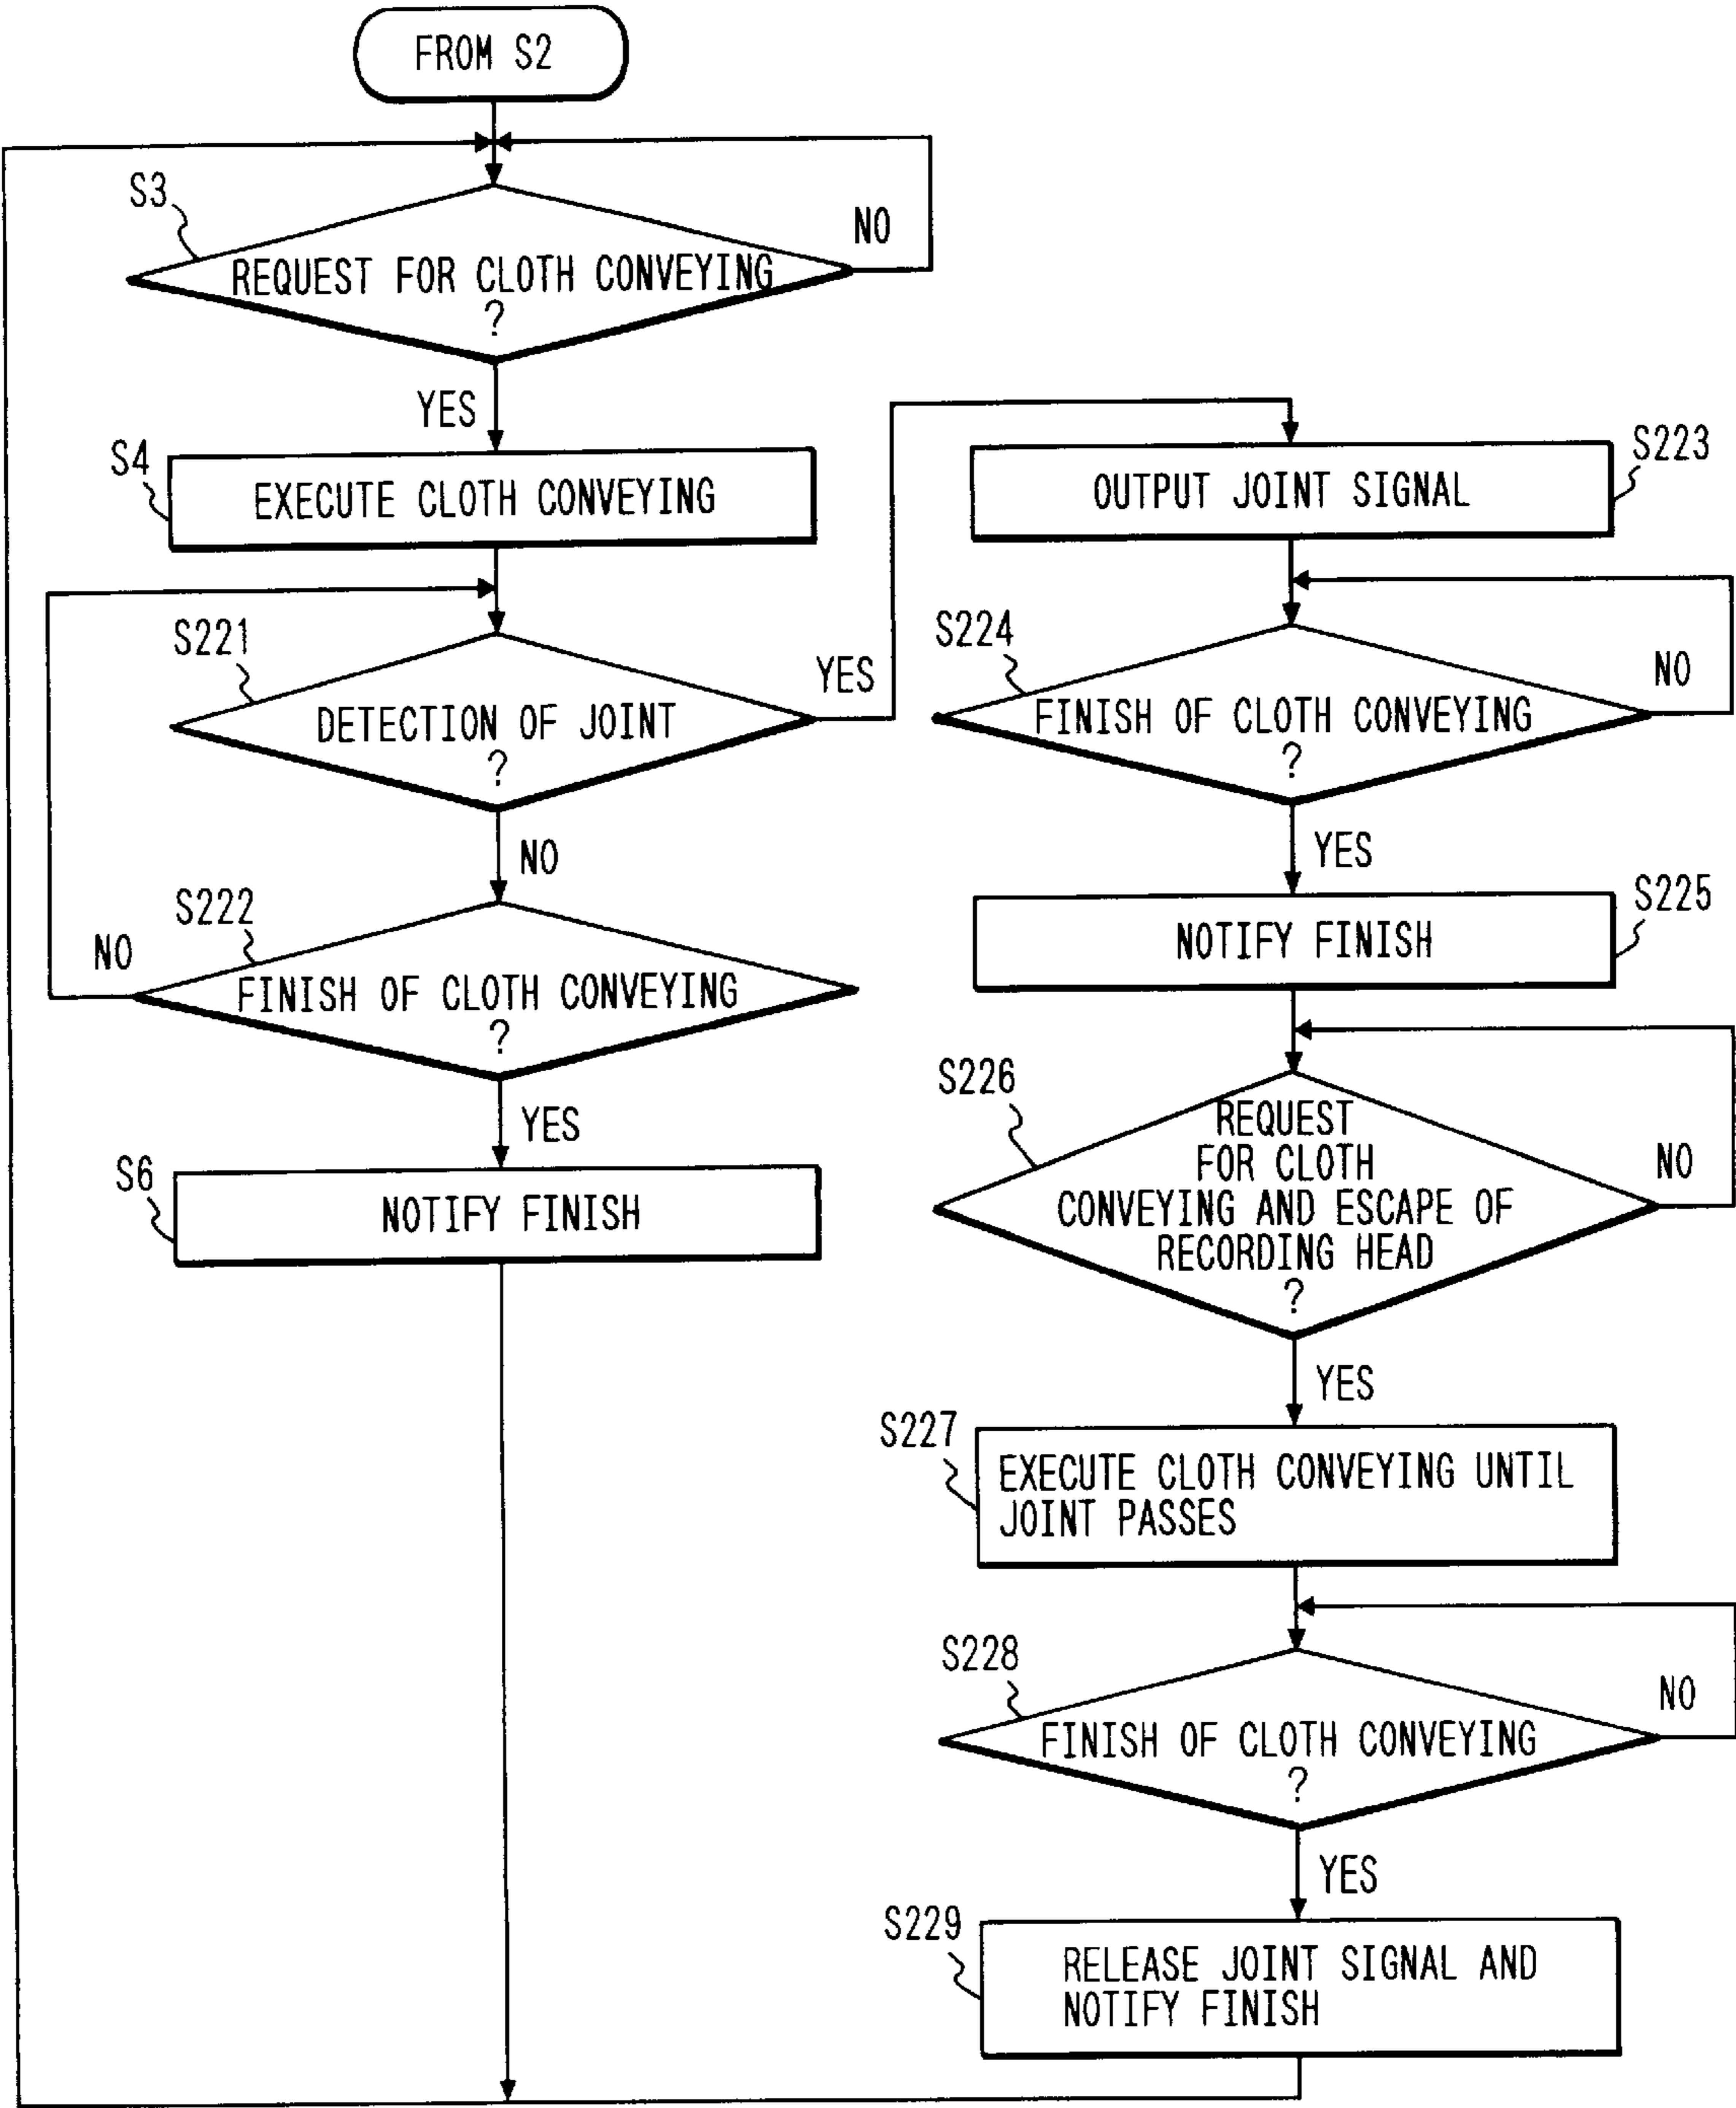 FROM S2
S3
NO
REQUEST FOR CLOTH CONVEYING
?
YES
S4
EXECUTE CLOTH CONVEYING
S221
YES
DETECTION OF JOINT
?
NO
S222
NO
FINISH OF CLOTH CONVEYING
?
YES
S6
NOTIFY FINISH
S223
OUTPUT JOINT SIGNAL
S224
NO
FINISH OF CLOTH CONVEYING
?
YES
S225
NOTIFY FINISH
S226
REQUEST
FOR CLOTH
NO
CONVEYING AND ESCAPE OF
RECORDING HEAD
?
YES
S227
EXECUTE CLOTH CONVEYING UNTIL
JOINT PASSES
S228
NO
FINISH OF CLOTH CONVEYING
?
YES
S229
RELEASE JOINT SIGNAL AND
NOTIFY FINISH